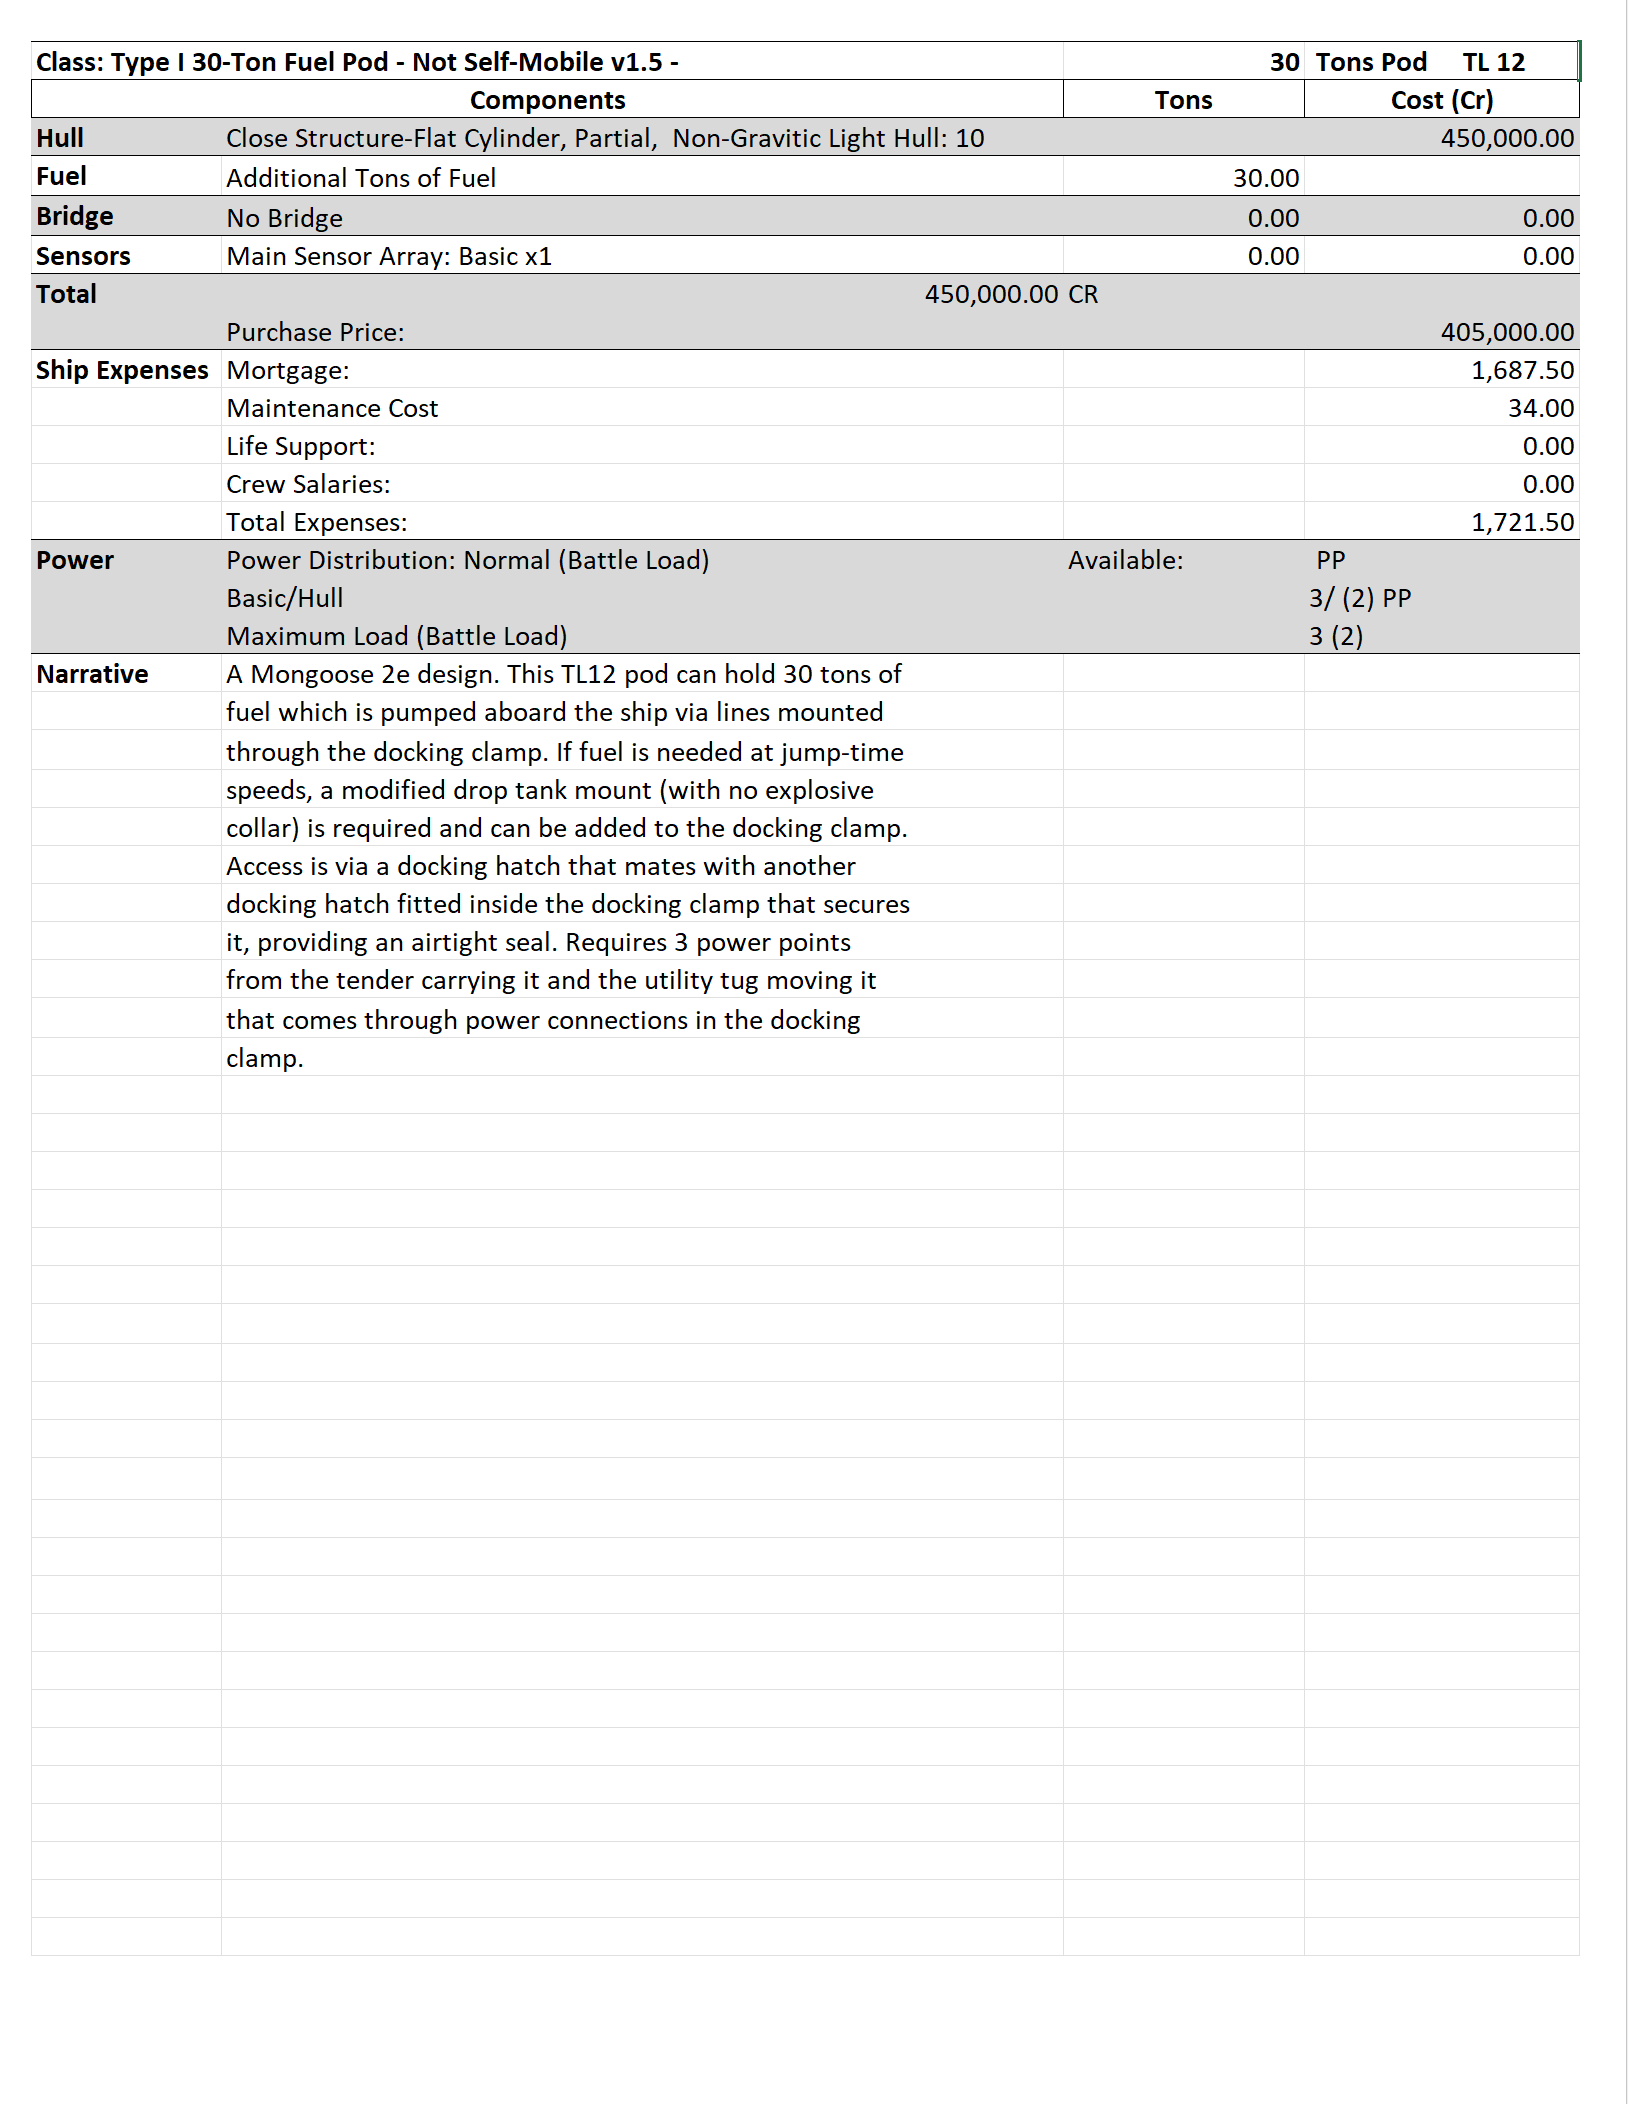 Class: Type I 30-Ton Fuel Pod - Not Self-Mobile v1.5 - 30 Tons Pod TL 12
Components Tons Cost (Cr)
Hull Close Structure-Flat Cylinder, Partial, Non-Gravitic Light Hull: 10 450,000.00
Fuel Additional Tons of Fuel 30.00
Bridge No Bridge 0.00 0.00
Sensors Main Sensor Array: Basic x1 0.00 0.00
Total 450,000.00 CR
Purchase Price: 405,000.00
Ship Expenses Mortgage: 1,687.50
Maintenance Cost 34.00
Life Support: 0.00
Crew Salaries: 0.00
Total Expenses: 1,721.50
Power Power Distribution: Normal (Battle Load) Available: PP
Basic/Hull 3/ (2) PP
Maximum Load (Battle Load) 3 (2)
Narrative A Mongoose 2e design. This TL12 pod can hold 30 tons of
fuel which is pumped aboard the ship via lines mounted
through the docking clamp. If fuel is needed at jump-time
speeds, a modified drop tank mount (with no explosive
collar) is required and can be added to the docking clamp.
Access is via a docking hatch that mates with another
docking hatch fitted inside the docking clamp that secures
it, providing an airtight seal. Requires 3 power points
from the tender carrying it and the utility tug moving it
that comes through power connections in the docking
clamp.